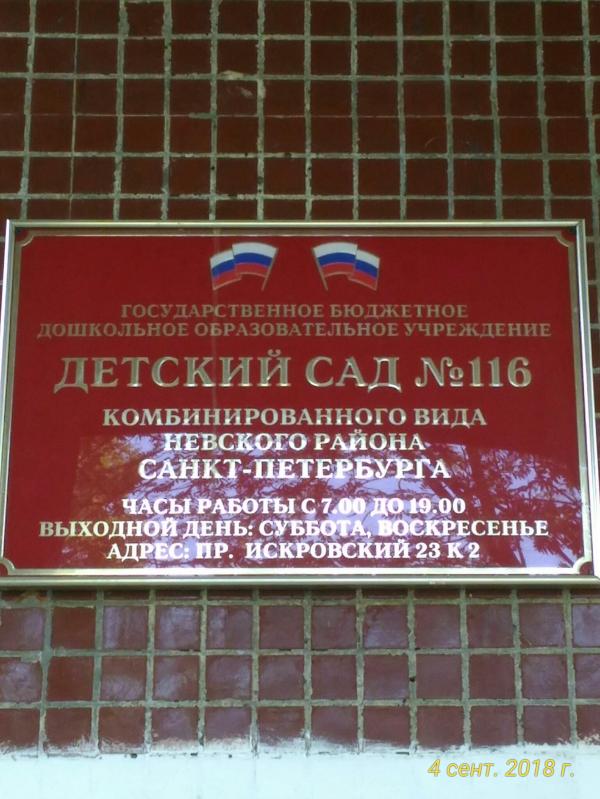 ГОСУДАРСТВЕННОЕ БЮДЖЕТНОЕ
ДОШКОЛЬНОЕ ОБРАЗОВАТЕЛЬНОЕ УЧРЕЖДЕНИЕ
ДЕТСКИЙ САД №116
КОМБИНИРОВАННОГО ВИДА
НЕВСКОГО РАЙОНА
САНКТ-ПЕТЕРБУРГА
ЧАСЫ РАБОТЫ С 7.00 ДО 19.00
ВЫХОДНОЙ ДЕНЬ: СУББОТА, ВОСКРЕСЕНЬЕ
АДРЕС: ПР. ИСКРОВСКИЙ 23 К 2
4 сент. 2018 г.